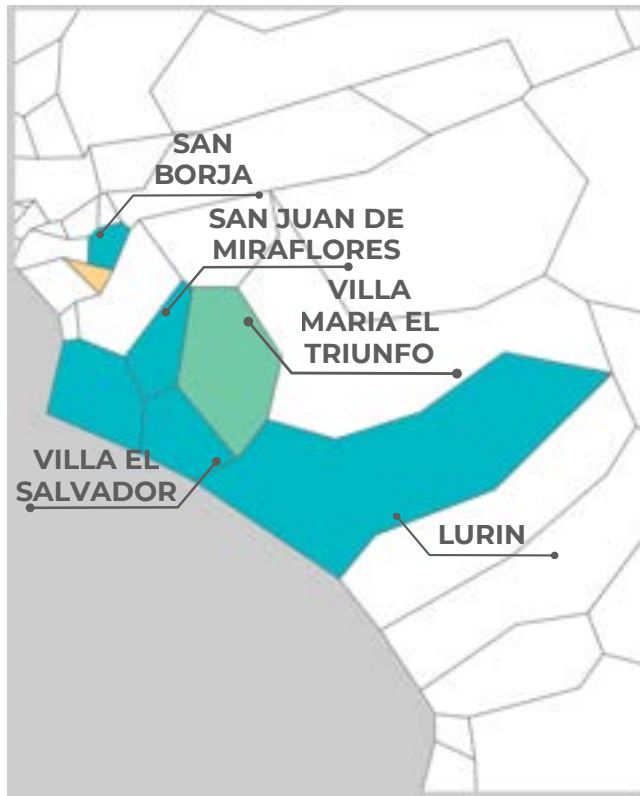 SAN
BORJA
SAN JUAN DE
MIRAFLORES
VILLA
MARIA EL
TRIUNFO
VILLA EL
SALVADOR
LURIN